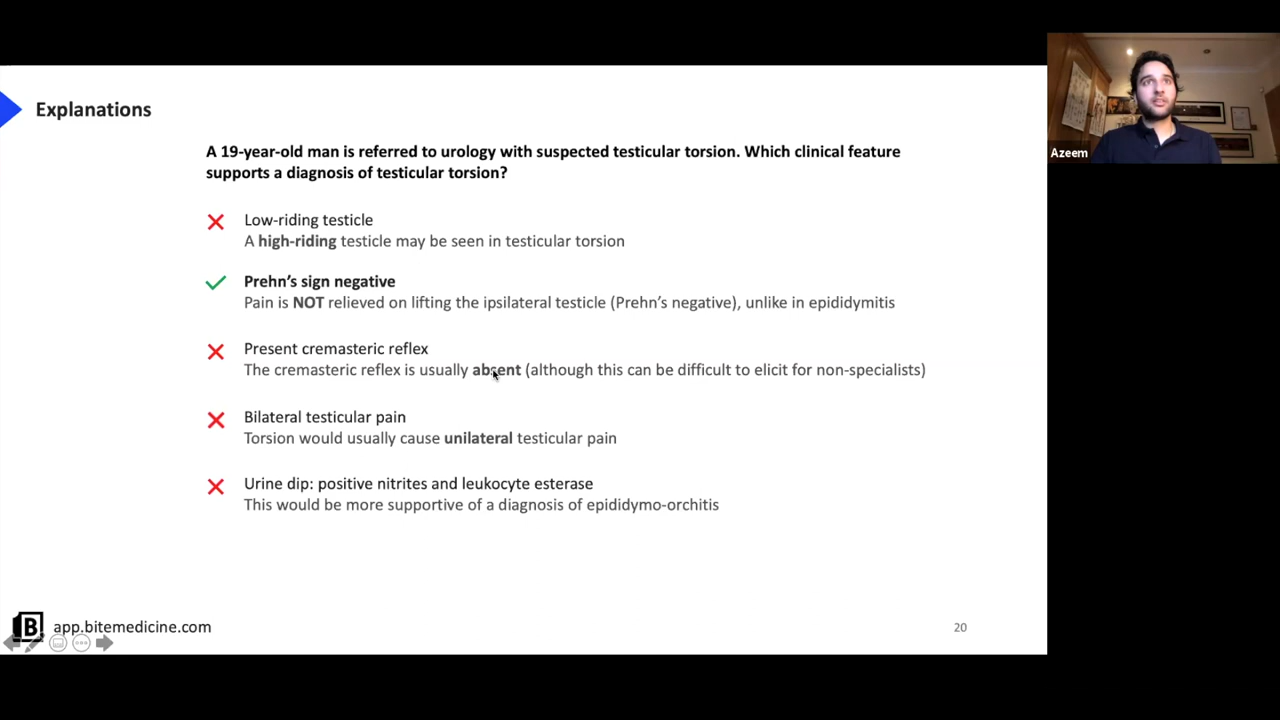 Explanations
A 19-year-old man is referred to urology with suspected testicular torsion. Which clinical feature
supports a diagnosis of testicular torsion?
Low-riding testicle
A high-riding testicle may be seen in testicular torsion
Prehn’s sign negative
Pain is NOT relieved on lifting the ipsilateral testicle (Prehn’s negative), unlike in epididymitis
Present cremasteric reflex
The cremasteric reflex is usually absent (although this can be difficult to elicit for non-specialists)
Bilateral testicular pain
Torsion would usually cause unilateral testicular pain
Urine dip: positive nitrites and leukocyte esterase
This would be more supportive of a diagnosis of epididymo-orchitis
B app.bitemedicine.com
20
Azeem